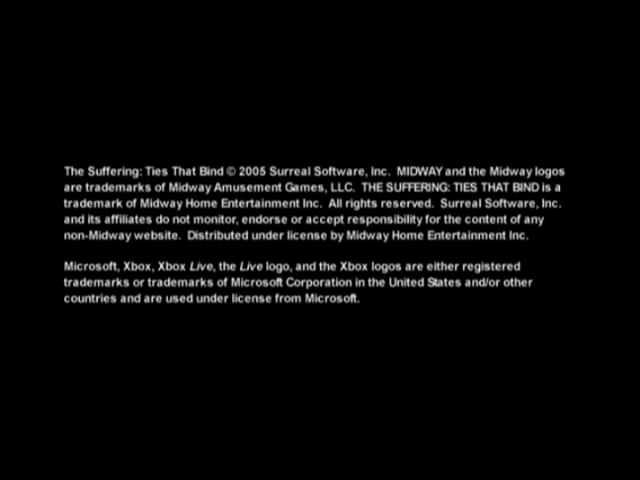 The Suffering: Ties That Bind © 2005 Surreal Software, Inc.  MIDWAY and the Midway logos
are trademarks of Midway Amusement Games, LLC.  THE SUFFERING: TIES THAT BIND is a
trademark of Midway Home Entertainment Inc.  All rights reserved.  Surreal Software, Inc.
and its affiliates do not monitor, endorse or accept responsibility for the content of any
non-Midway website.  Distributed under license by Midway Home Entertainment Inc.
Microsoft, Xbox, Xbox Live, the Live logo, and the Xbox logos are either registered
trademarks or trademarks of Microsoft Corporation in the United States and/or other
countries and are used under license from Microsoft.